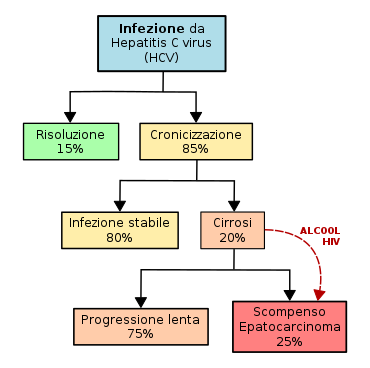 Infezione da
Hepatitis C virus
(HCV)
Risoluzione
15%
Cronicizzazione
85%
Infezione stabile
80%
Cirrosi
20%
ALCOOL
HIV
Progressione lenta
75%
Scompenso
Epatocarcinoma
25%